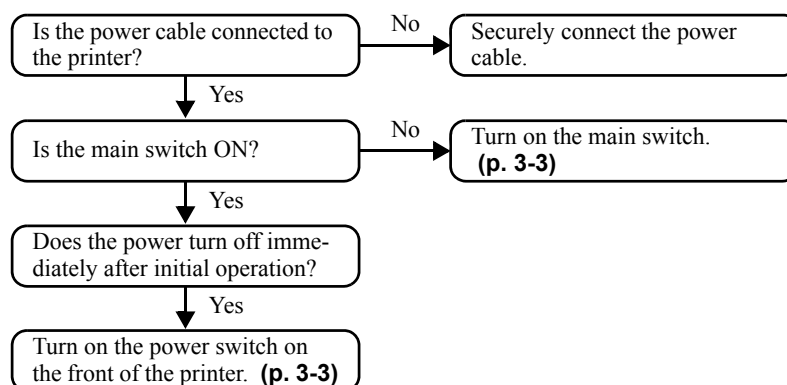 Is the power cable connected to
the printer?
No
Securely connect the power
cable.
Yes
Is the main switch ON?
No
Turn on the main switch.
(p. 3-3)
Yes
Does the power turn off imme-
diately after initial operation?
Yes
Turn on the power switch on
the front of the printer. (p. 3-3)